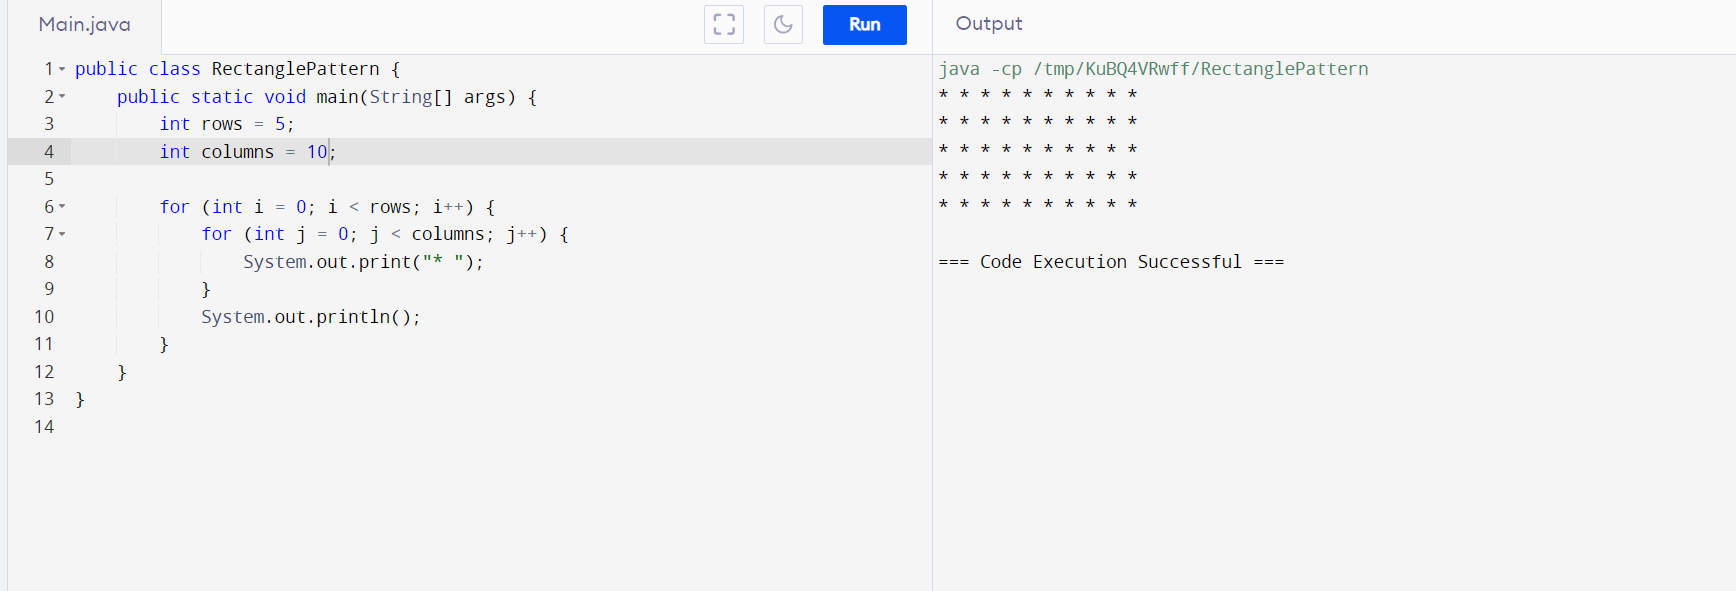 Main.java
Run
1 public class RectanglePattern {
2     public static void main(String[] args) {
3         int rows = 5;
4         int columns = 10;
5
6         for (int i = 0; i < rows; i++) {
7             for (int j = 0; j < columns; j++) {
8                 System.out.print("* ");
9             }
10             System.out.println();
11         }
12     }
13 }
14
Output
java -cp /tmp/KuBQ4VRwff/RectanglePattern
* * * * * * * * * *
* * * * * * * * * *
* * * * * * * * * *
* * * * * * * * * *
* * * * * * * * * *
=== Code Execution Successful ===